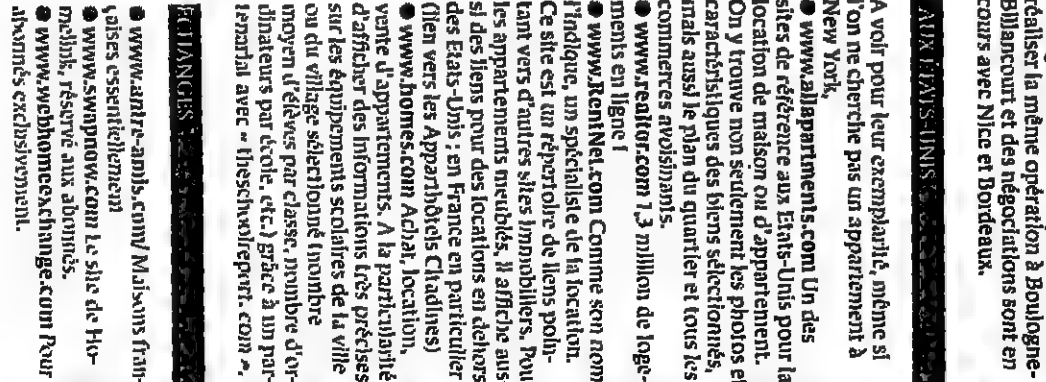 réaliser la même opération à Boulogne-
Billancourt et des négociations sont en
cours avec Nice et Bordeaux.
AUX ETATS-UNIS
A voir pour leur exemplarité, même si
l'on ne cherche pas un appartement à
New York,
● www.allapartments.com Un des
sites de référence aux Etats-Unis pour la
location de maison ou d'appartement.
On y trouve non seulement les photos et
caractéristiques des biens sélectionnés,
mais aussi le plan du quartier et tous les
commerces avoisinants.
● www.realtor.com 1,3 million de loge-
ments en ligne !
● www.RentNet.com Comme son nom
l'indique, un spécialiste de la location.
Ce site est un répertoire de liens poin-
tant vers d'autres sites immobiliers. Pour
les appartements meublés, il affiche aus-
si des liens pour des locations en dehors
des Etats-Unis : en France en particulier
(lien vers les Apparthôtels Citadines)
● www.homes.com Achat, location,
vente d'appartements. A la particularité
d'afficher des informations très précises
sur les équipements scolaires de la ville
ou du village sélectionné (nombre
moyen d'élèves par classe, nombre d'or-
dinateurs par école, etc.) grâce à un par-
tenariat avec « theschoolreport. com ».
ECHANGES
● www.antre-amis.com/ Maisons fran-
çaises essentiellement
● www.swapnow.com Le site de Ho-
melink, réservé aux abonnés.
● www.webhomeexchange.com Pour
abonnés exclusivement.